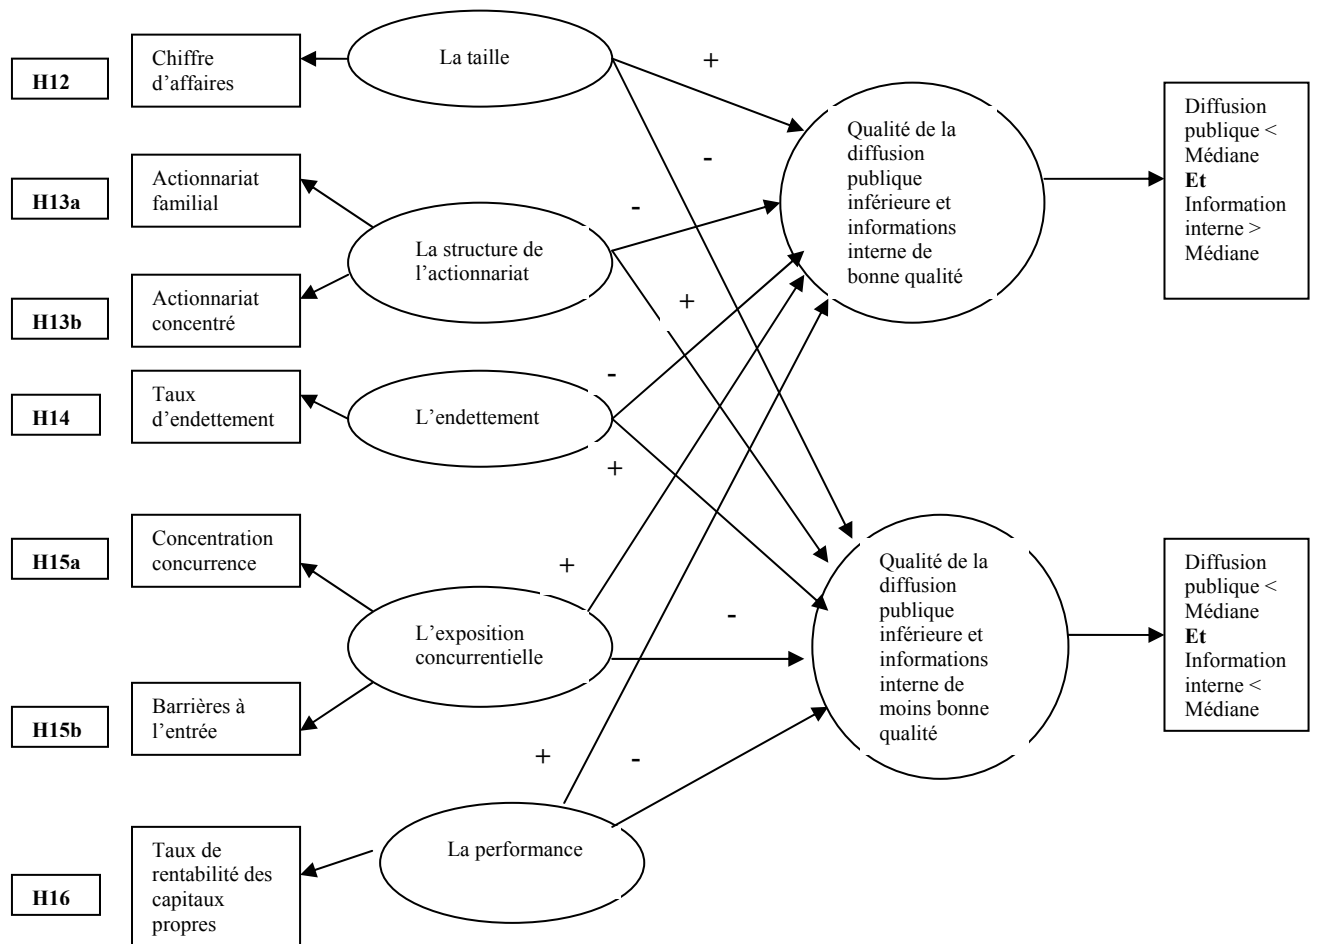 H12
Chiffre
d'affaires
La taille
+
-
H13a
Actionnariat
familial
H13b
Actionnariat
concentré
La structure de
l'actionnariat
-
+
H14
Taux
d'endettement
L'endettement
-
+
H15a
Concentration
concurrence
H15b
Barrières à
l'entrée
L'exposition
concurrentielle
+
-
H16
Taux de
rentabilité des
capitaux
propres
La performance
+
-
Qualité de la
diffusion
publique
inférieure et
informations
interne de
bonne qualité
Diffusion
publique <
Médiane
Et
Information
interne >
Médiane
Qualité de la
diffusion
publique
inférieure et
informations
interne de
moins bonne
qualité
Diffusion
publique <
Médiane
Et
Information
interne <
Médiane